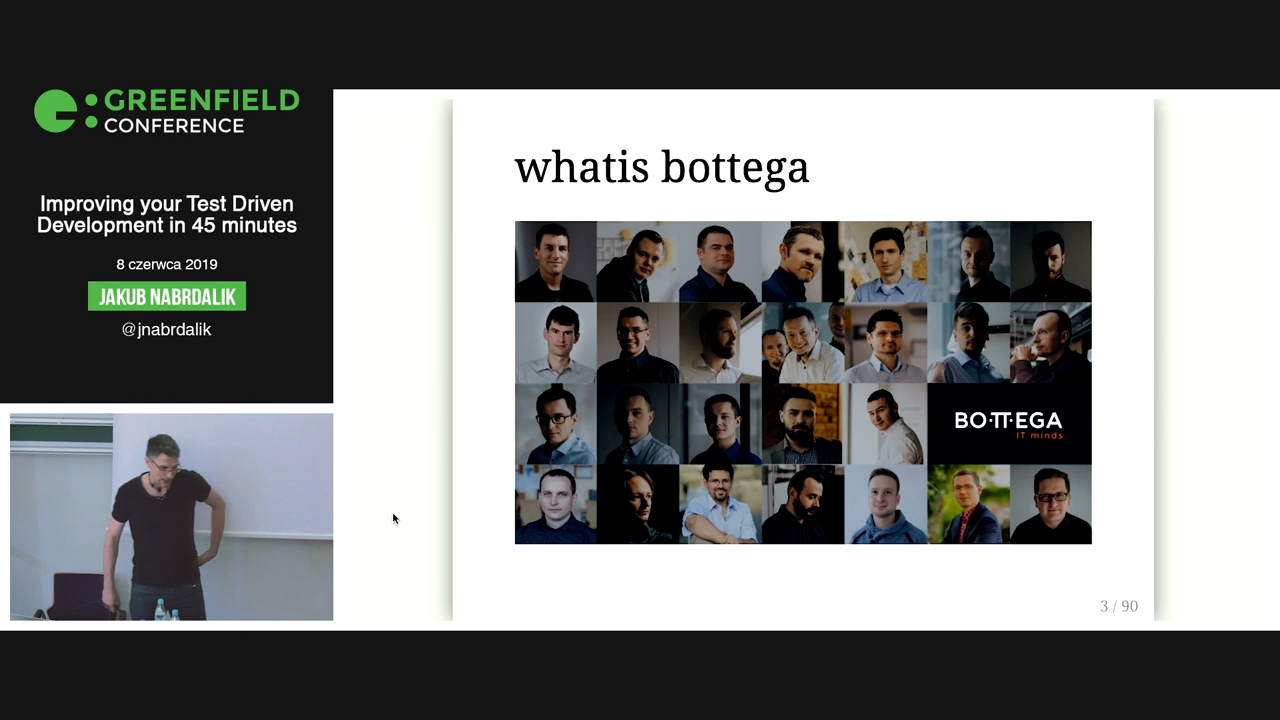 GREENFIELD
CONFERENCE
Improving your Test Driven
Development in 45 minutes
8 czerwca 2019
JAKUB NABRDALIK
@jnabrdalik
whatis bottega
BO·TT·EGA
IT minds
3 / 90